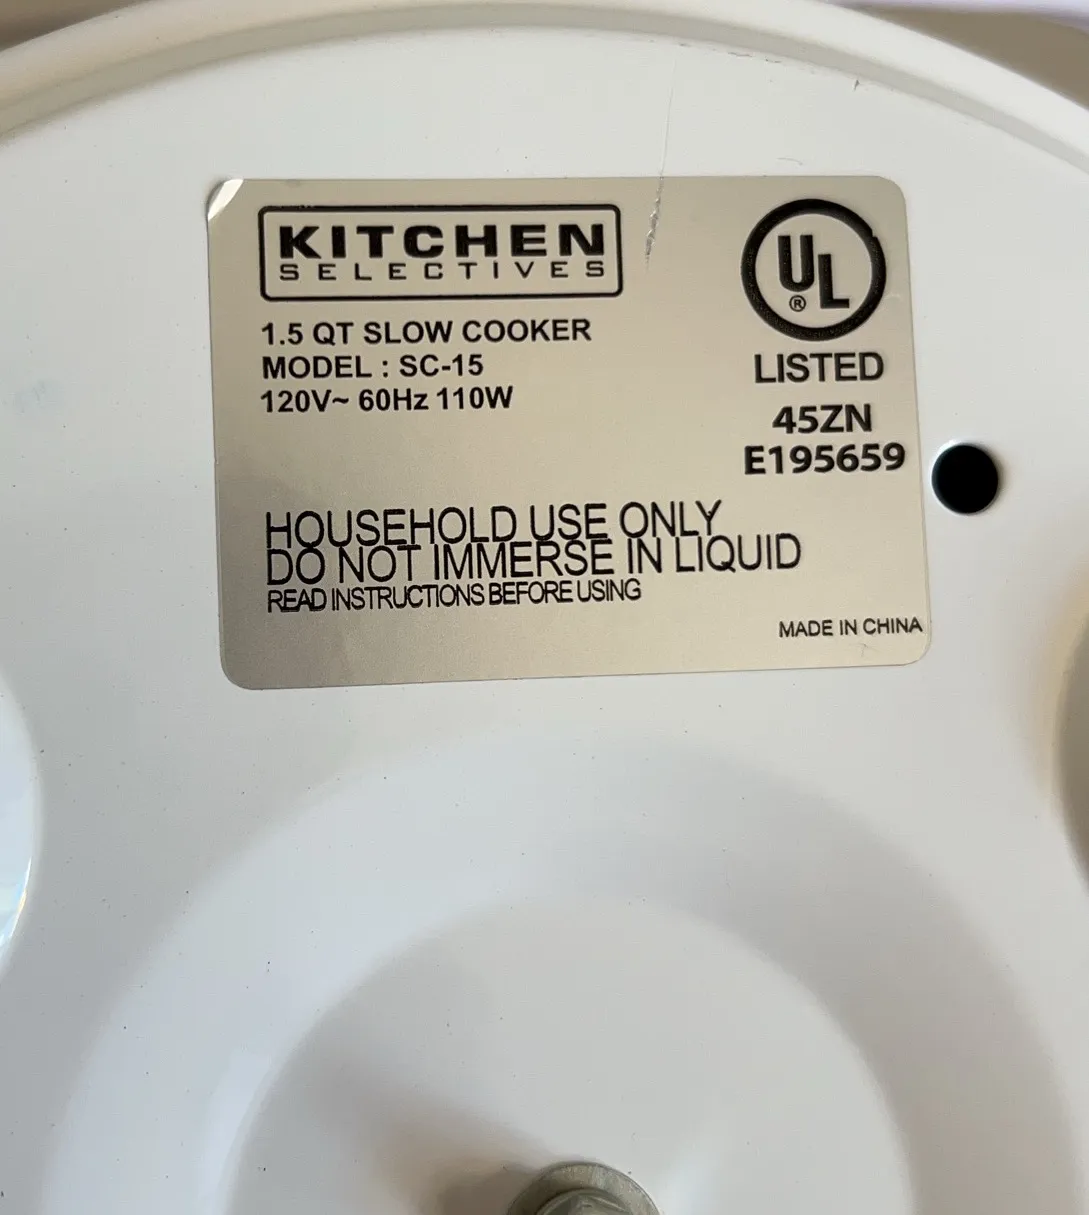 KITCHEN
SELECTIVES
1.5 QT SLOW COOKER
MODEL : SC-15
120V~ 60Hz 110W
UL
®
LISTED
45ZN
E195659
HOUSEHOLD USE ONLY
DO NOT IMMERSE IN LIQUID
READ INSTRUCTIONS BEFORE USING
MADE IN CHINA